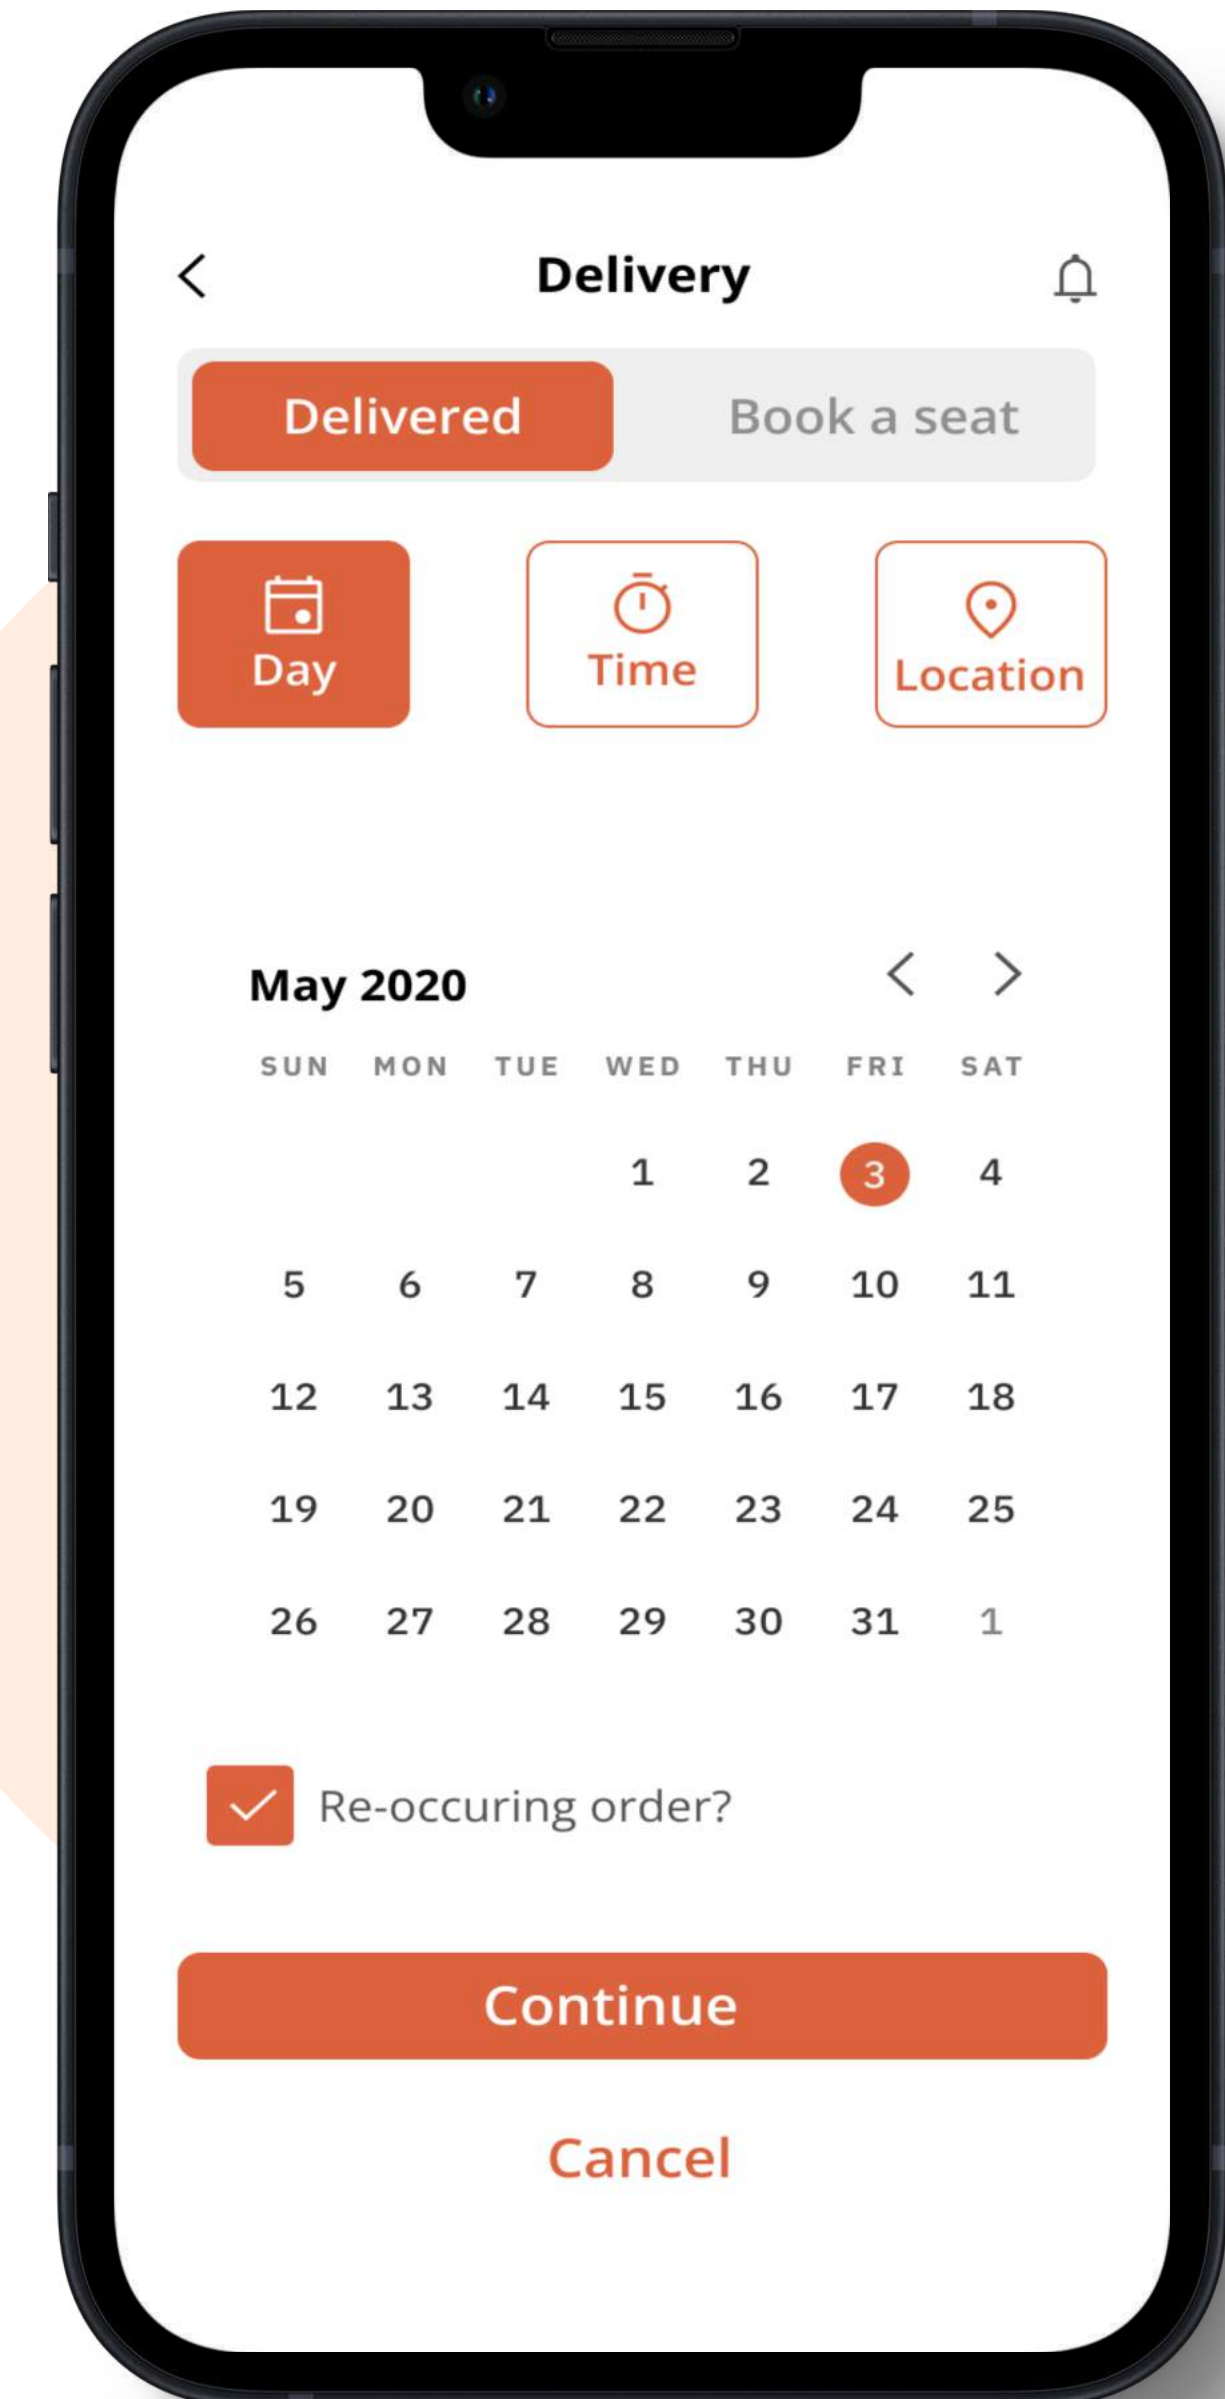 Delivery
Delivered Book a seat
Day Time Location
May 2020
SUN MON TUE WED THU FRI SAT
1 2 3 4
5 6 7 8 9 10 11
12 13 14 15 16 17 18
19 20 21 22 23 24 25
26 27 28 29 30 31 1
Re-occuring order?
Continue
Cancel